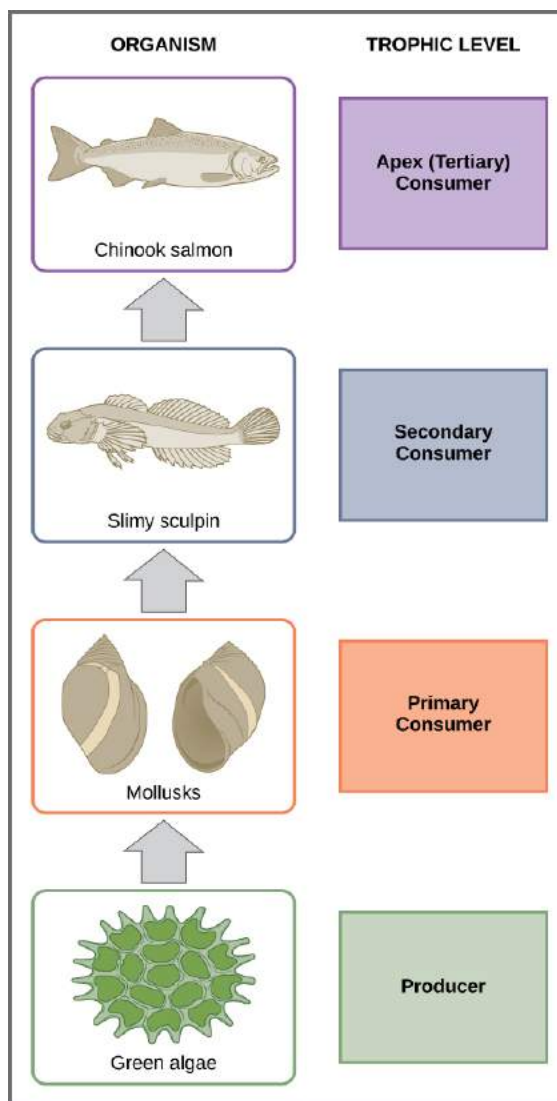 ORGANISM
TROPHIC LEVEL
Chinook salmon
Apex (Tertiary)
Consumer
Slimy sculpin
Secondary
Consumer
Mollusks
Primary
Consumer
Green algae
Producer